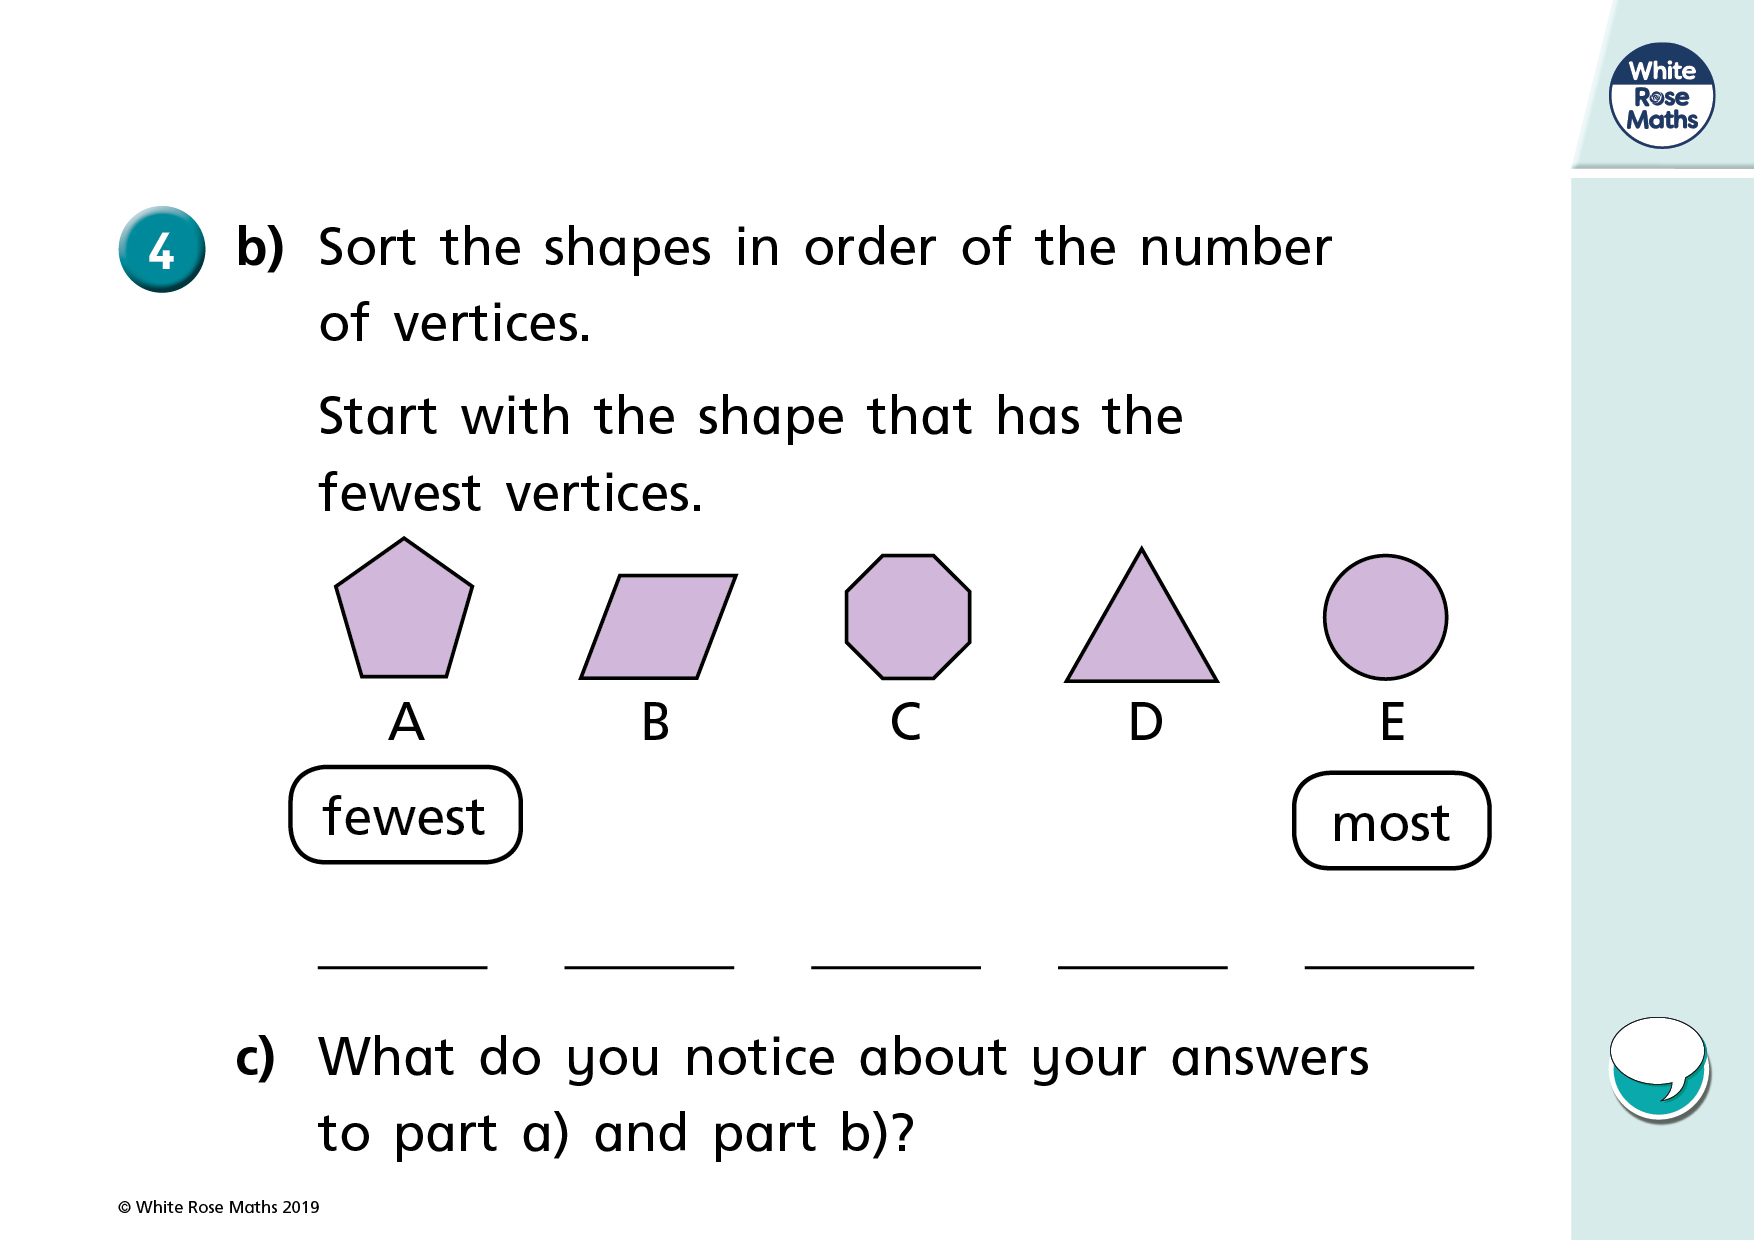 White
Rose
Maths
4 b) Sort the shapes in order of the number
of vertices.
Start with the shape that has the
fewest vertices.
A B C D E
fewest most
c) What do you notice about your answers
to part a) and part b)?
© White Rose Maths 2019